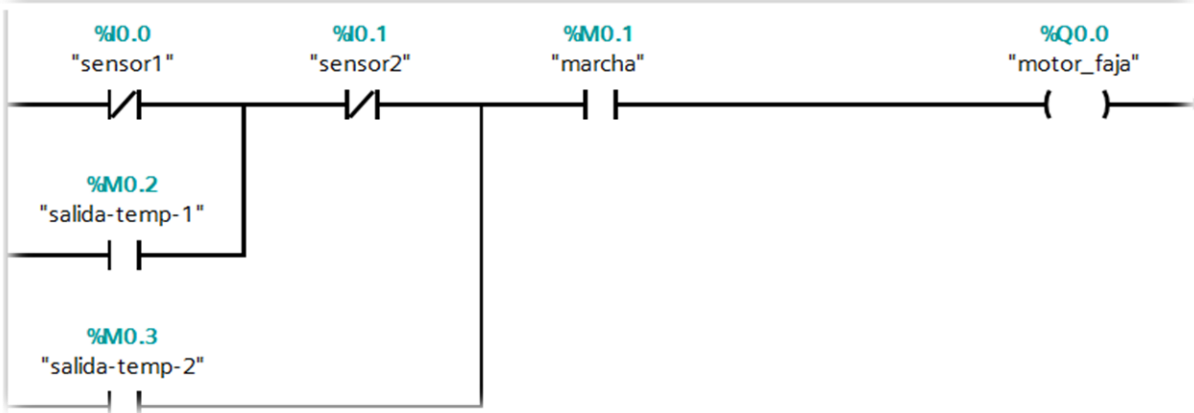 %I0.0 %I0.1 %M0.1 %Q0.0
"sensor1" "sensor2" "marcha" "motor_faja"
%M0.2
"salida-temp-1"
%M0.3
"salida-temp-2"